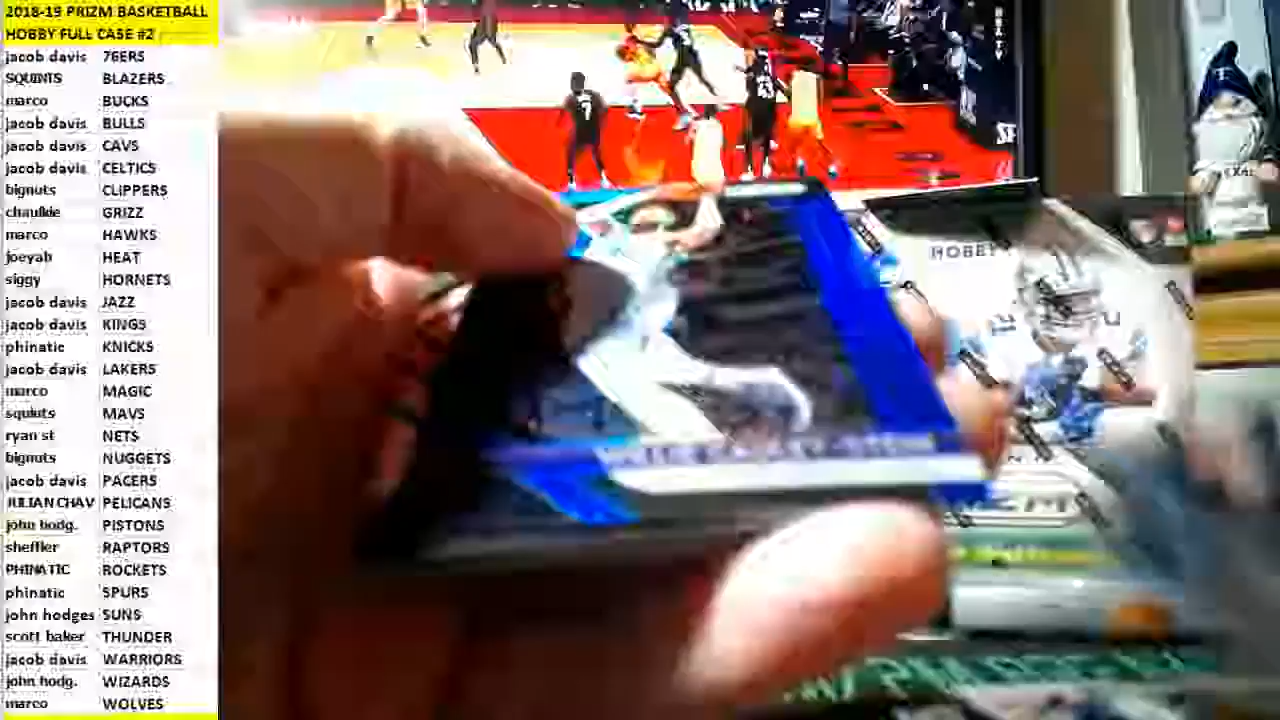 2018-19 PRIZM BASKETBALL
HOBBY FULL CASE #2
jacob davis 76ERS
SQUINTS BLAZERS
marco BUCKS
jacob davis BULLS
jacob davis CAVS
jacob davis CELTICS
bignuts CLIPPERS
chaulkie GRIZZ
marco HAWKS
joeyah HEAT
siggy HORNETS
jacob davis JAZZ
jacob davis KINGS
phinatic KNICKS
jacob davis LAKERS
marco MAGIC
squints MAVS
ryan st NETS
bignuts NUGGETS
jacob davis PACERS
JULIAN CHAV PELICANS
john hodg. PISTONS
sheffler RAPTORS
PHINATIC ROCKETS
phinatic SPURS
john hodges SUNS
scott baker THUNDER
jacob davis WARRIORS
john hodg. WIZARDS
marco WOLVES
7
43
HOBBY